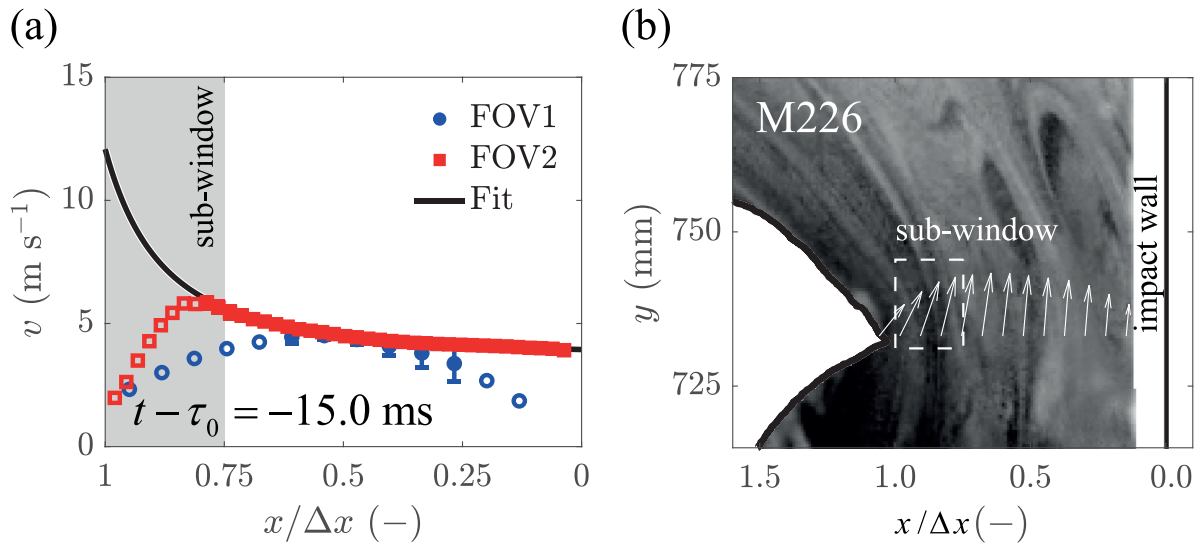 (a)
15
10
5
0
v (m s⁻¹)
FOV1
FOV2
Fit
sub-window
t − τ₀ = −15.0 ms
1
0.75
0.5
0.25
0
x/Δx (−)
(b)
775
750
725
y (mm)
M226
sub-window
impact wall
1.5
1.0
0.5
0.0
x/Δx(−)